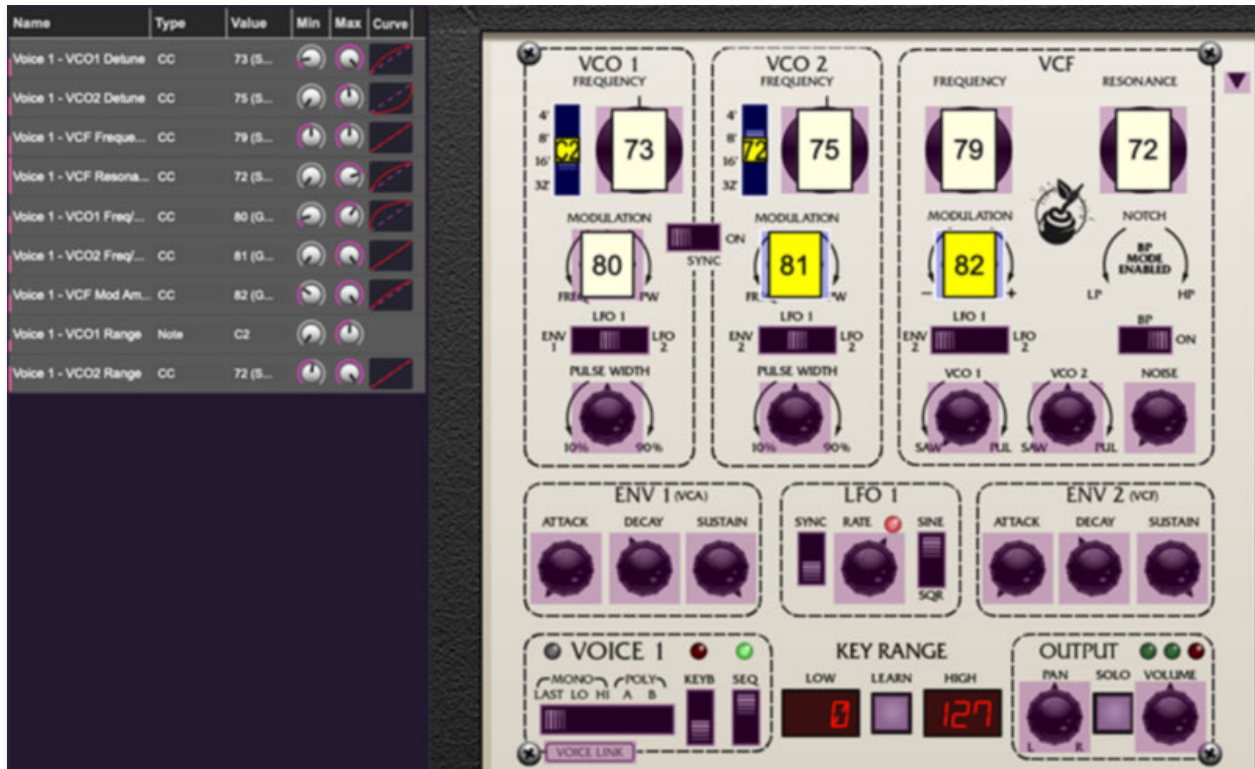 Name Type Value Min Max Curve
Voice 1 - VCO1 Detune CC 73 (S...
Voice 1 - VCO2 Detune CC 75 (S...
Voice 1 - VCF Freque... CC 79 (S...
Voice 1 - VCF Resona... CC 72 (S...
Voice 1 - VCO1 Freq/... CC 80 (G...
Voice 1 - VCO2 Freq/... CC 81 (G...
Voice 1 - VCF Mod Am... CC 82 (G...
Voice 1 - VCO1 Range Note C2
Voice 1 - VCO2 Range CC 72 (S...
VCO 1
FREQUENCY
4'
8'
16'
32'
C2
73
MODULATION
80
FREQ PW
LFO 1
ENV 1 LFO 2
PULSE WIDTH
10% 90%
ON
SYNC
VCO 2
FREQUENCY
4'
8'
16'
32'
72
75
MODULATION
81
LFO 1
ENV 2 LFO 2
PULSE WIDTH
10% 90%
VCF
FREQUENCY RESONANCE
79 72
MODULATION NOTCH
82
− +
BP
MODE
ENABLED
LP HP
LFO 1 BP
ENV 2 LFO 2 ON
VCO 1 VCO 2 NOISE
SAW PUL SAW PUL
ENV 1 (VCA)
ATTACK DECAY SUSTAIN
LFO 1
SYNC RATE SINE
SQR
ENV 2 (VCF)
ATTACK DECAY SUSTAIN
VOICE 1
MONO POLY KEYB SEQ
LAST LO HI A B
VOICE LINK
KEY RANGE
LOW LEARN HIGH
0 127
OUTPUT
PAN SOLO VOLUME
L R